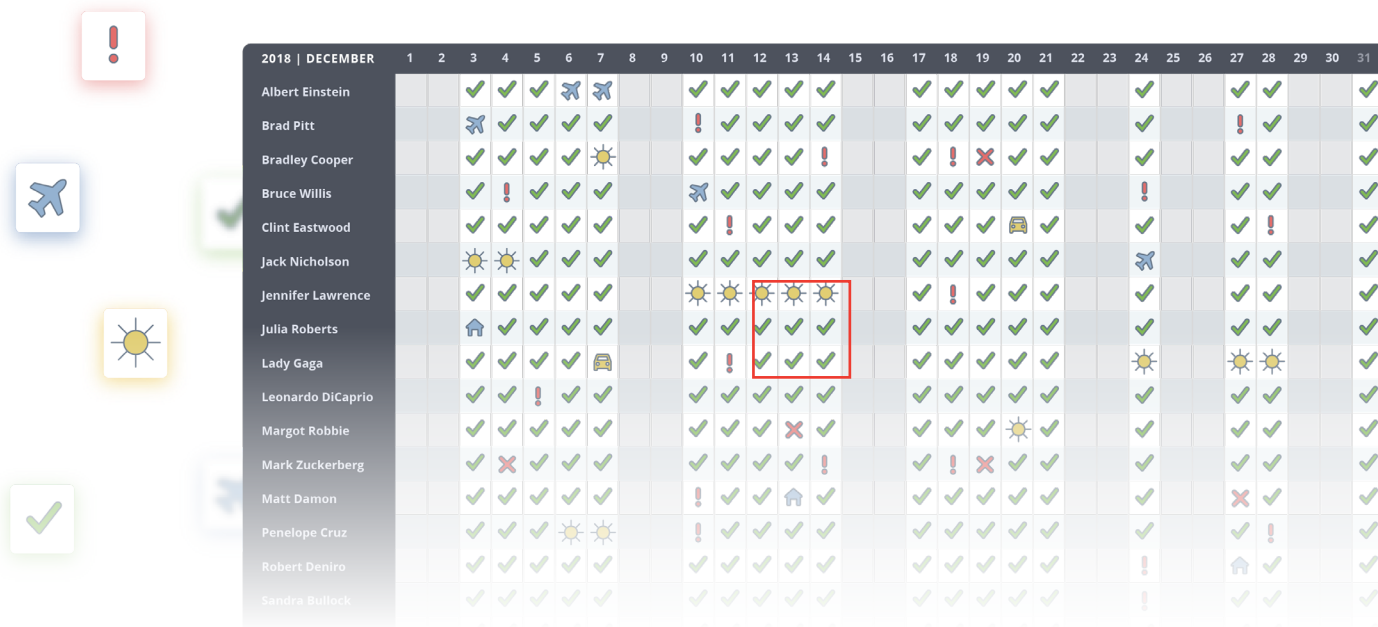 2018 | DECEMBER 1 2 3 4 5 6 7 8 9 10 11 12 13 14 15 16 17 18 19 20 21 22 23 24 25 26 27 28 29 30 31
Albert Einstein
Brad Pitt
Bradley Cooper
Bruce Willis
Clint Eastwood
Jack Nicholson
Jennifer Lawrence
Julia Roberts
Lady Gaga
Leonardo DiCaprio
Margot Robbie
Mark Zuckerberg
Matt Damon
Penelope Cruz
Robert Deniro
Sandra Bullock